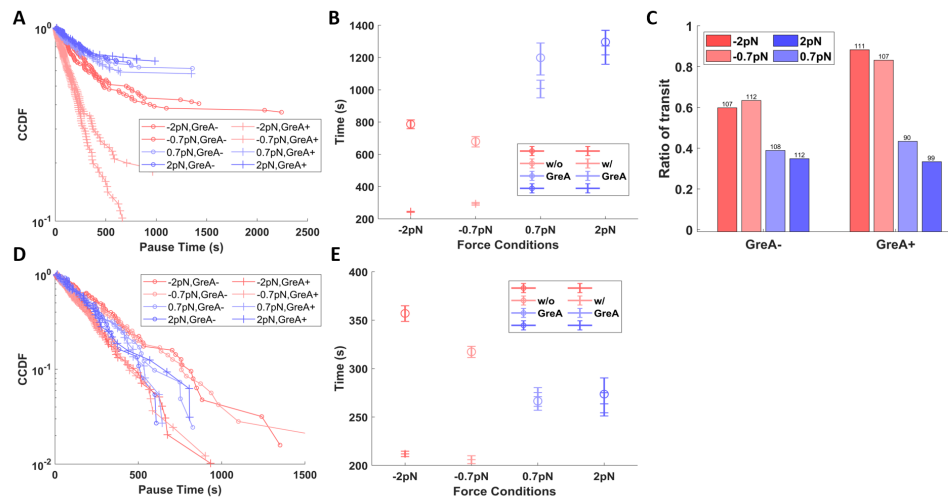 A
CCDF
10^0
10^-1
0
500
1000
1500
2000
2500
Pause Time (s)
-2pN,GreA-
-0.7pN,GreA-
0.7pN,GreA-
2pN,GreA-
-2pN,GreA+
-0.7pN,GreA+
0.7pN,GreA+
2pN,GreA+
B
Time (s)
1400
1200
1000
800
600
400
200
-2pN
-0.7pN
0.7pN
2pN
Force Conditions
w/o
GreA
w/
GreA
C
Ratio of transit
1
0.8
0.6
0.4
0.2
0
-2pN
-0.7pN
2pN
0.7pN
107
112
108
112
111
107
90
99
GreA-
GreA+
D
CCDF
10^0
10^-1
10^-2
0
500
1000
1500
Pause Time (s)
-2pN,GreA-
-0.7pN,GreA-
0.7pN,GreA-
2pN,GreA-
-2pN,GreA+
-0.7pN,GreA+
0.7pN,GreA+
2pN,GreA+
E
Time (s)
400
350
300
250
200
-2pN
-0.7pN
0.7pN
2pN
Force Conditions
w/o
GreA
w/
GreA